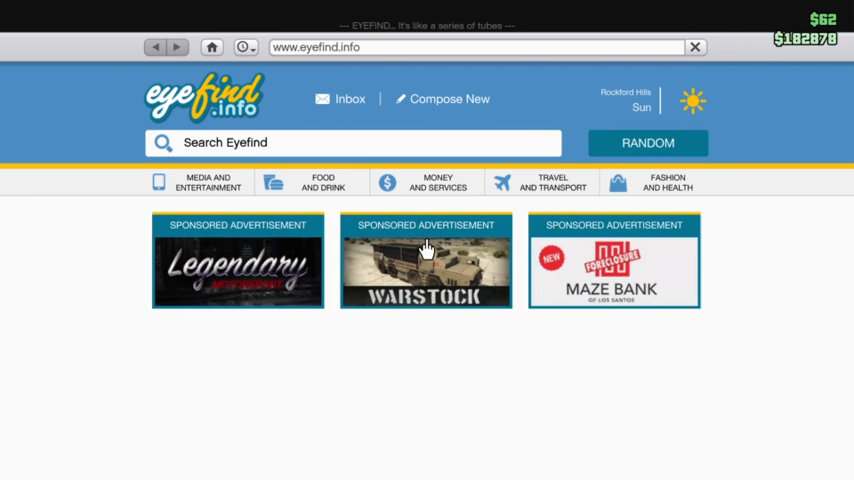 --- EYEFIND... It's like a series of tubes ---
$62
$182878
www.eyefind.info
eyefind
.info
Inbox
Compose New
Rockford Hills
Sun
Search Eyefind
RANDOM
MEDIA AND
ENTERTAINMENT
FOOD
AND DRINK
MONEY
AND SERVICES
TRAVEL
AND TRANSPORT
FASHION
AND HEALTH
SPONSORED ADVERTISEMENT
Legendary
MOTORSPORT
SPONSORED ADVERTISEMENT
WARSTOCK
SPONSORED ADVERTISEMENT
NEW
FORECLOSURE
MAZE BANK
OF LOS SANTOS